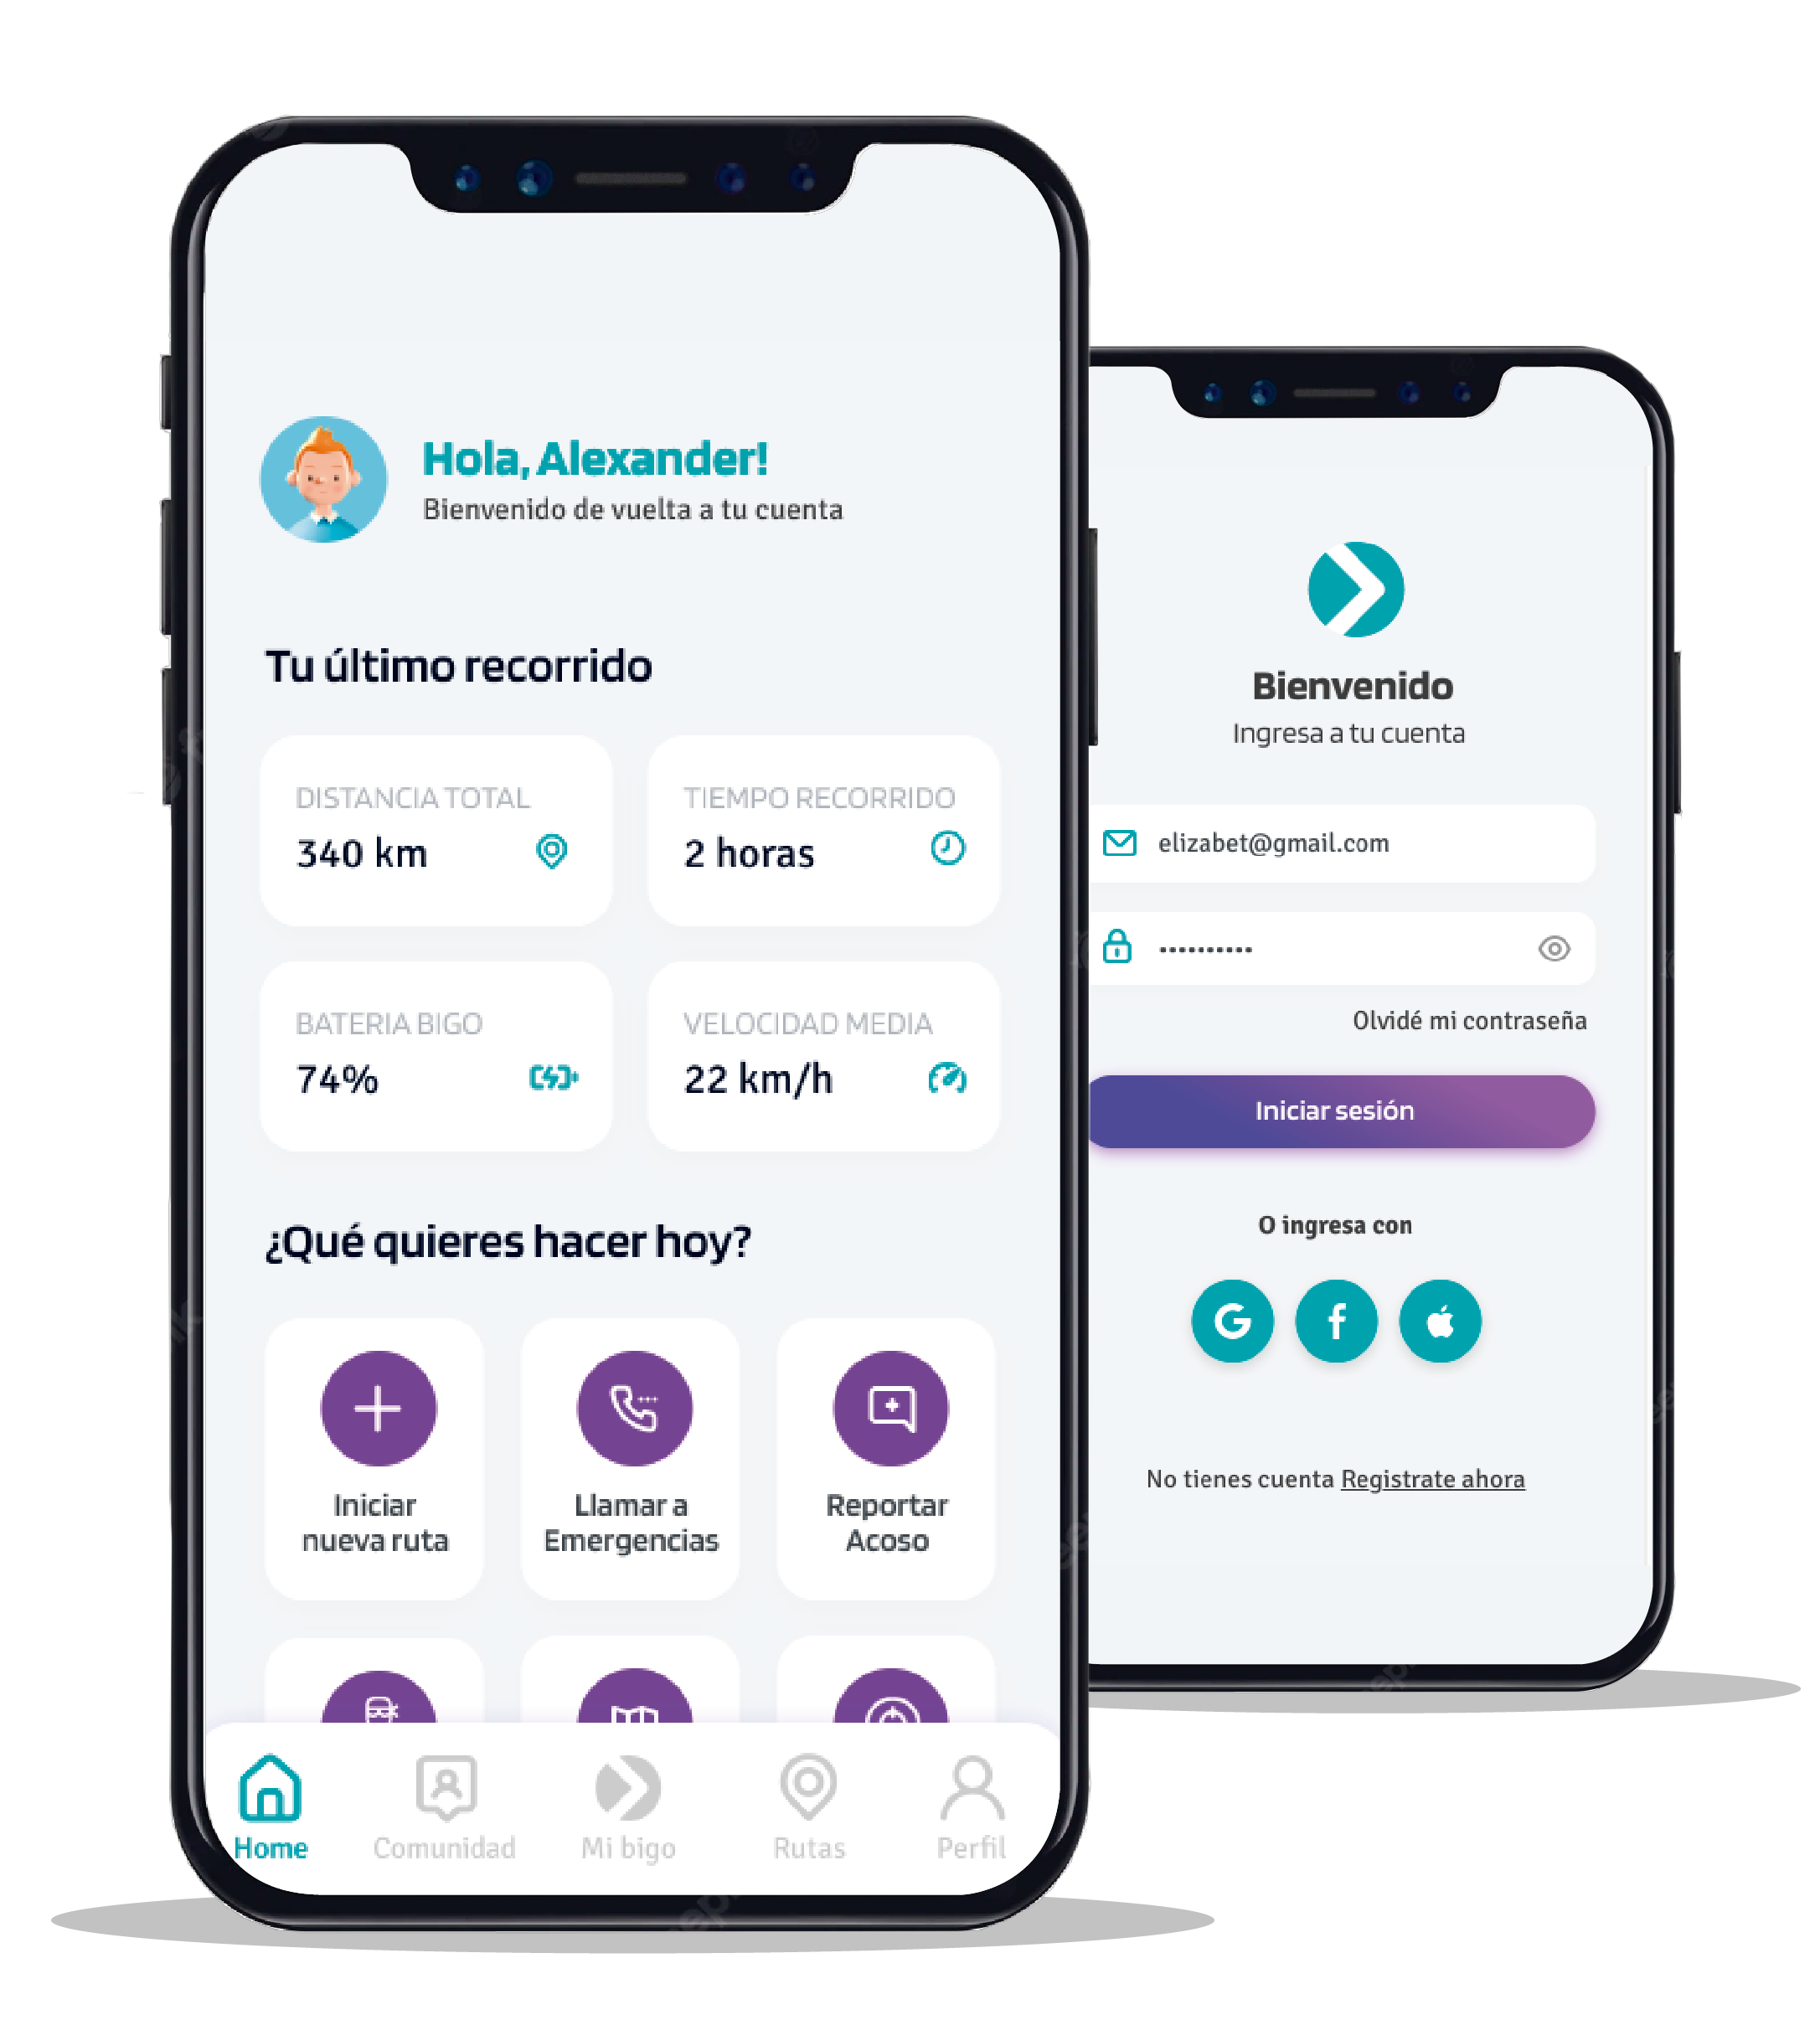 Hola, Alexander!
Bienvenido de vuelta a tu cuenta
Tu último recorrido
DISTANCIA TOTAL
340 km
TIEMPO RECORRIDO
2 horas
BATERIA BIGO
74%
VELOCIDAD MEDIA
22 km/h
¿Qué quieres hacer hoy?
Iniciar
nueva ruta
Llamar a
Emergencias
Reportar
Acoso
Home
Comunidad
Mi bigo
Rutas
Perfil
Bienvenido
Ingresa a tu cuenta
elizabet@gmail.com
Olvidé mi contraseña
Iniciar sesión
O ingresa con
No tienes cuenta Registrate ahora